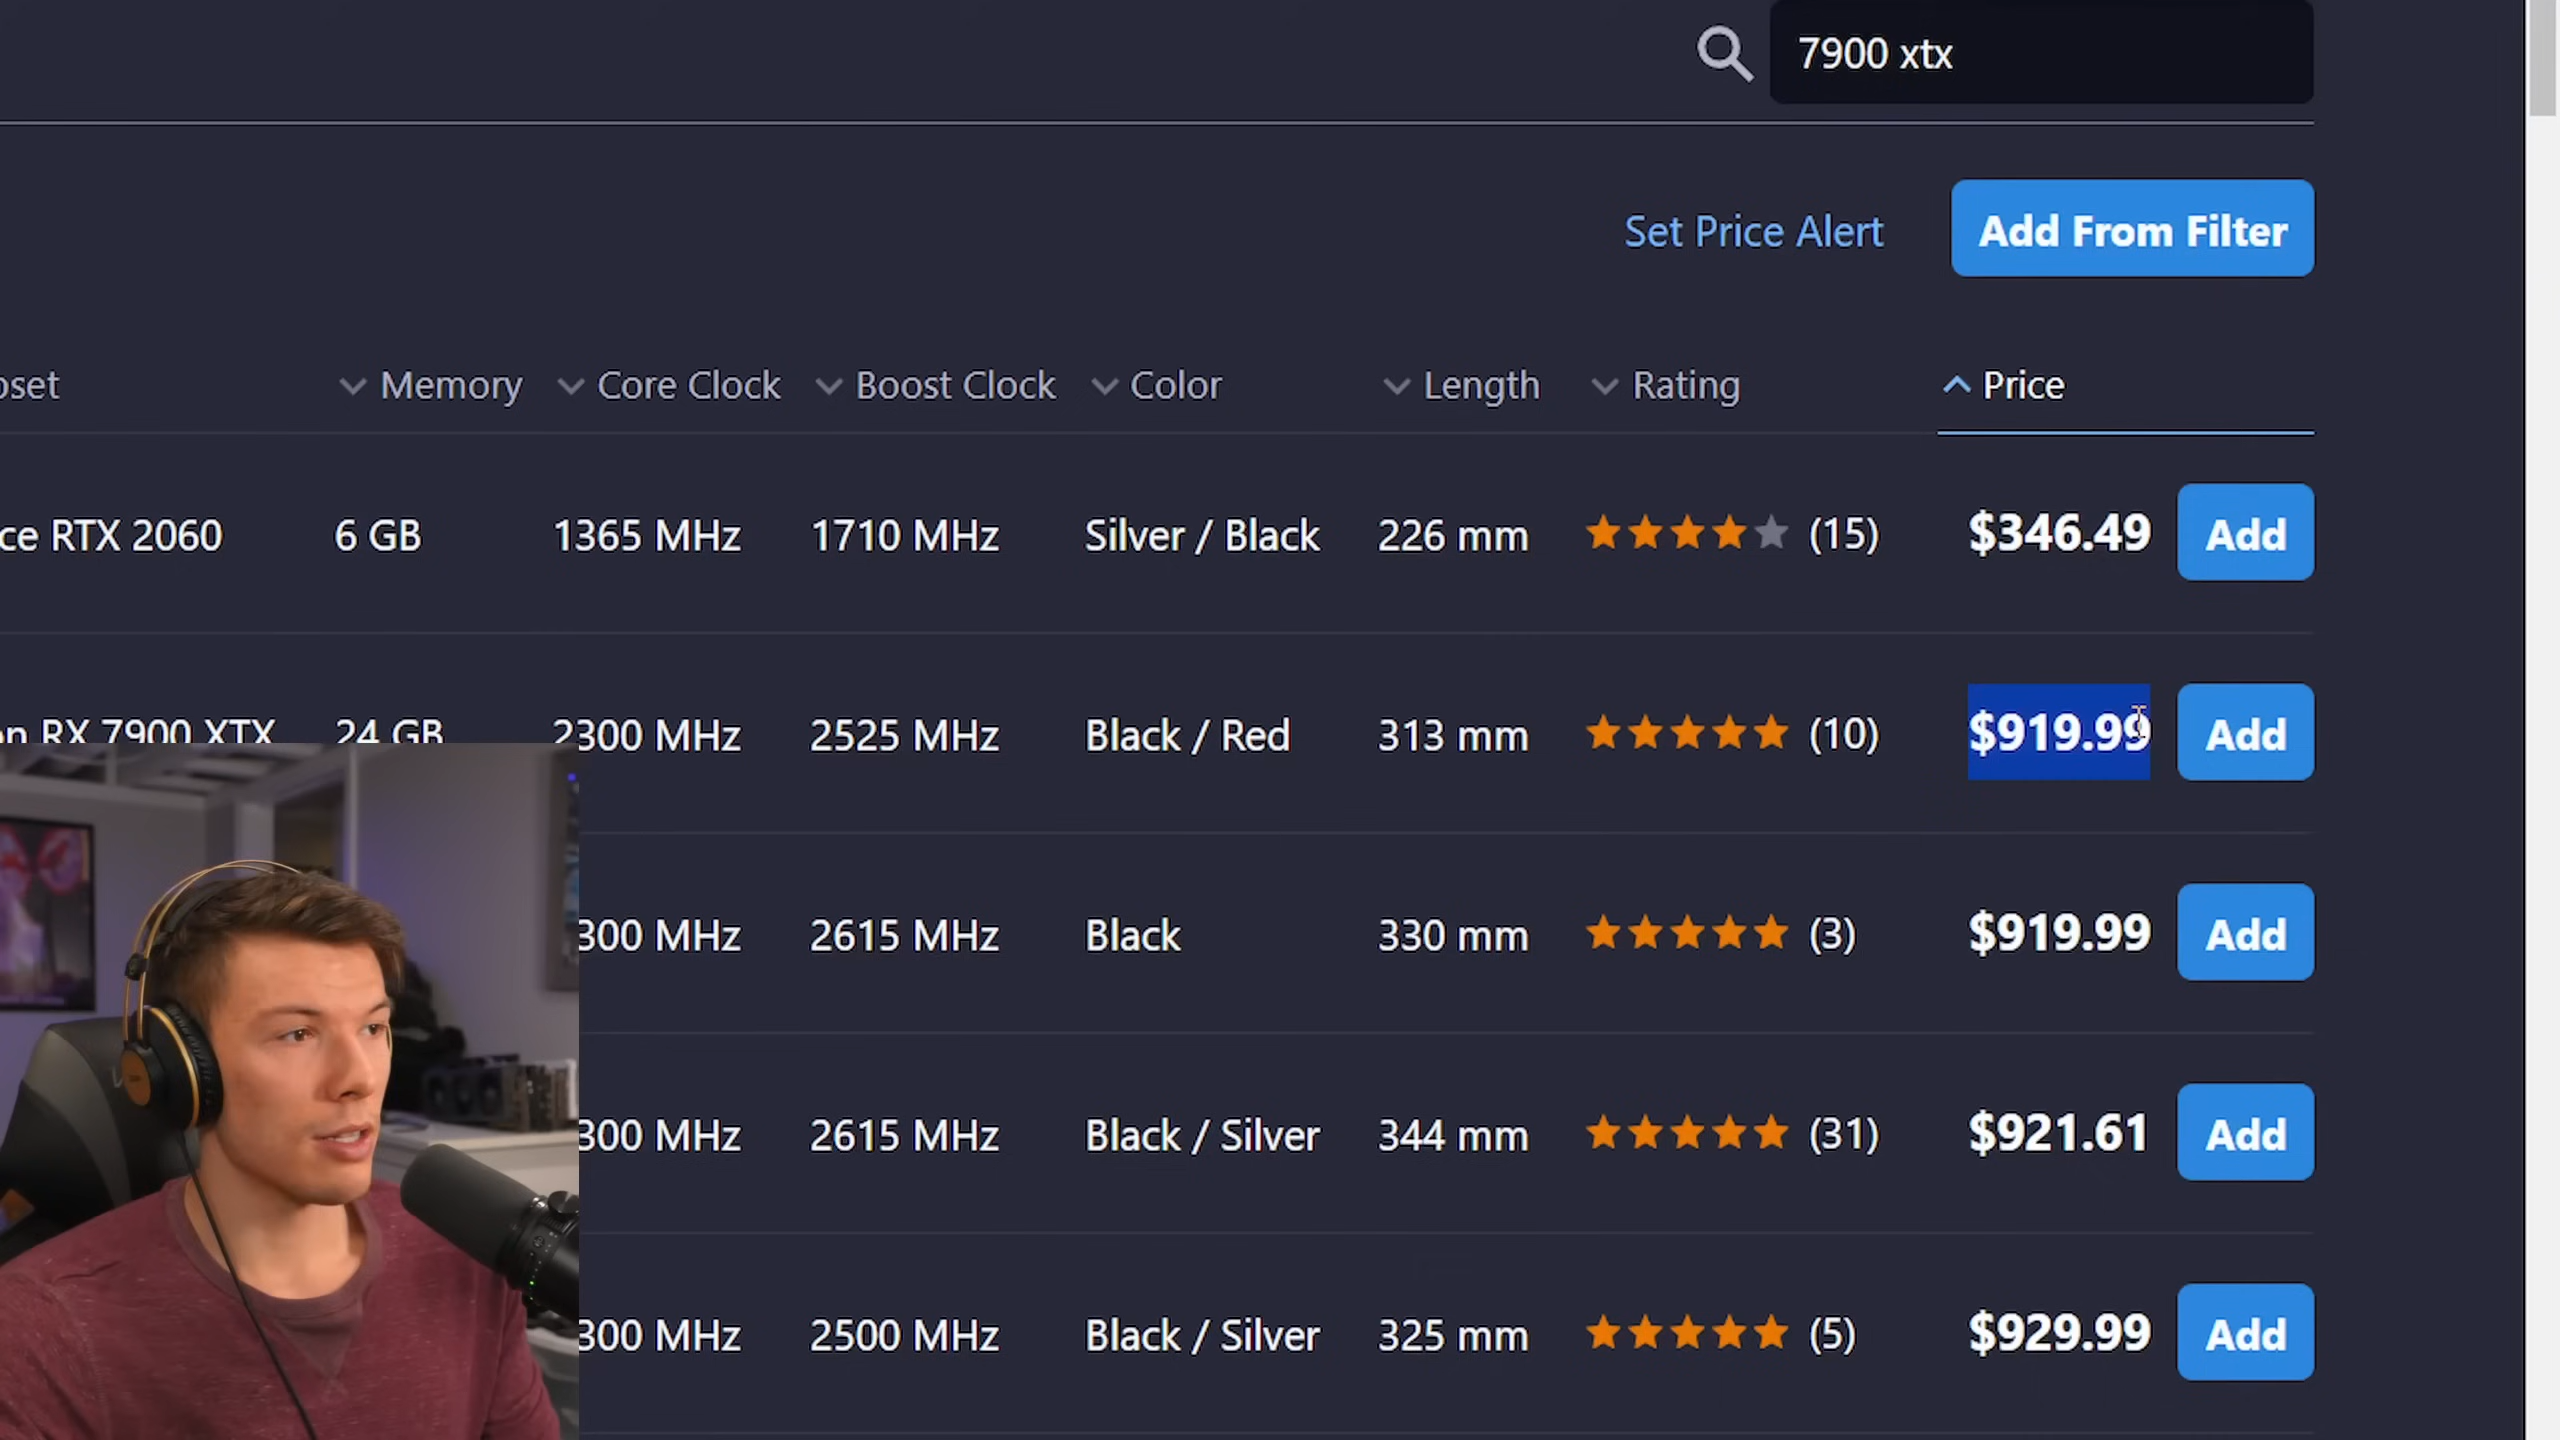 7900 xtx
Set Price Alert Add From Filter
Memory Core Clock Boost Clock Color Length Rating Price
RTX 2060 6 GB 1365 MHz 1710 MHz Silver / Black 226 mm (15) $346.49 Add
RX 7900 XTX 24 GB 2300 MHz 2525 MHz Black / Red 313 mm (10) $919.99 Add
300 MHz 2615 MHz Black 330 mm (3) $919.99 Add
300 MHz 2615 MHz Black / Silver 344 mm (31) $921.61 Add
300 MHz 2500 MHz Black / Silver 325 mm (5) $929.99 Add